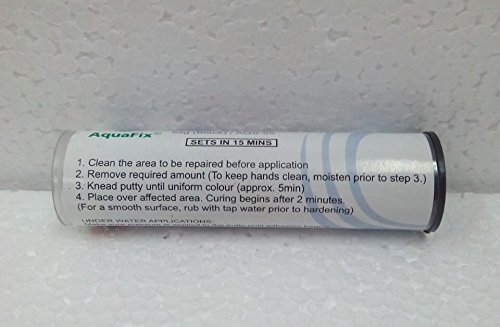 AquaFix®
SETS IN 15 MINS
1. Clean the area to be repaired before application
2. Remove required amount (To keep hands clean, moisten prior to step 3.)
3. Knead putty until uniform colour (approx. 5min)
4. Place over affected area. Curing begins after 2 minutes.
(For a smooth surface, rub with tap water prior to hardening)
UNDER WATER APPLICATIONS